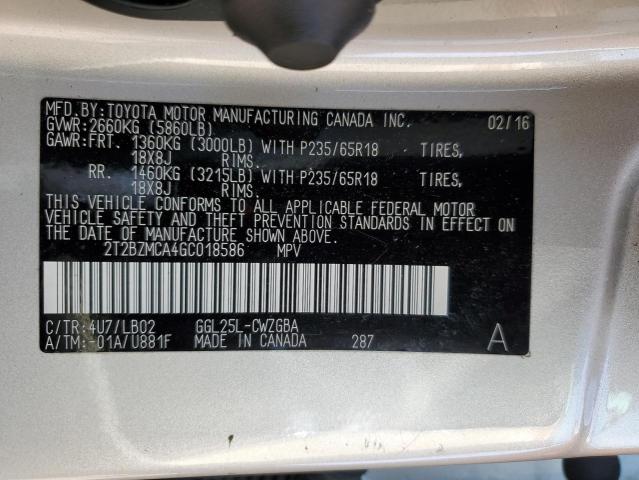 MFD.BY:TOYOTA MOTOR MANUFACTURING CANADA INC. 02/16
GVWR:2660KG (5860LB)
GAWR:FRT. 1360KG (3000LB) WITH P235/65R18 TIRES,
18X8J RIMS.
RR. 1460KG (3215LB) WITH P235/65R18 TIRES,
18X8J RIMS.
THIS VEHICLE CONFORMS TO ALL APPLICABLE FEDERAL MOTOR
VEHICLE SAFETY AND THEFT PREVENTION STANDARDS IN EFFECT ON
THE DATE OF MANUFACTURE SHOWN ABOVE.
2T2BZMCA4GC018586 MPV
C/TR:4U7/LB02 GGL25L-CWZGBA
A/TM:-01A/U881F MADE IN CANADA 287 A